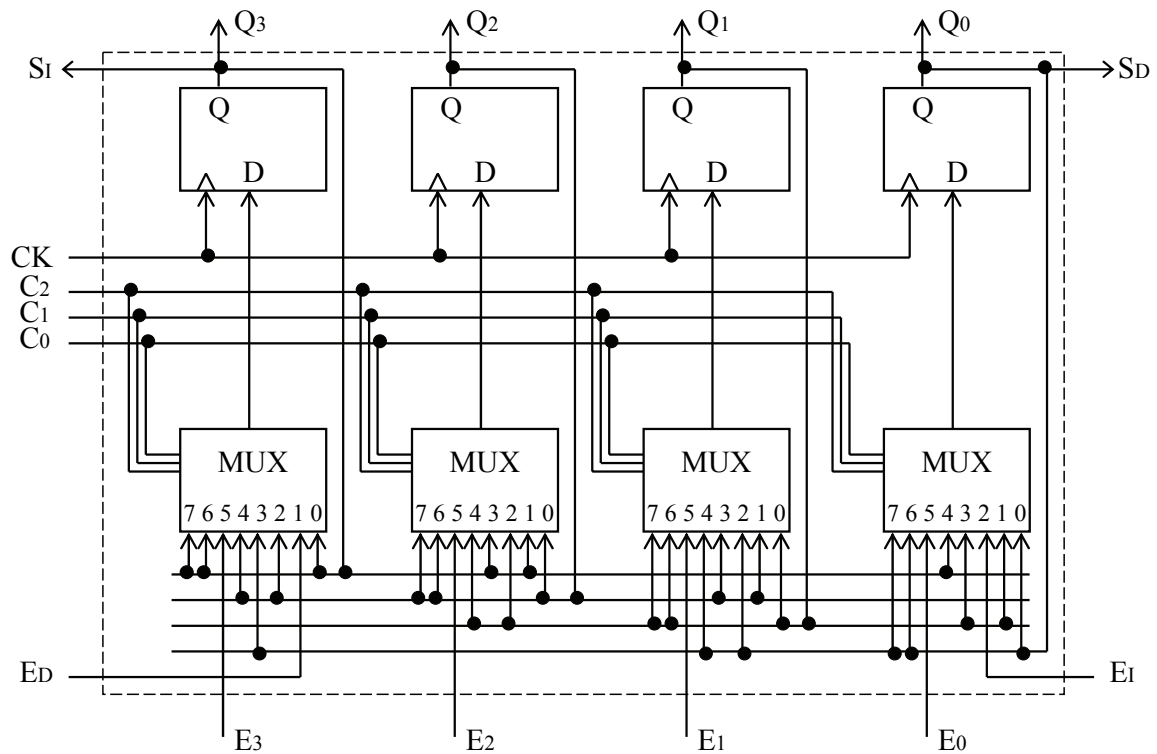 Q3 Q2 Q1 Q0
SI SD
Q Q Q Q
D D D D
CK
C2
C1
C0
MUX MUX MUX MUX
7 6 5 4 3 2 1 0 7 6 5 4 3 2 1 0 7 6 5 4 3 2 1 0 7 6 5 4 3 2 1 0
ED EI
E3 E2 E1 E0